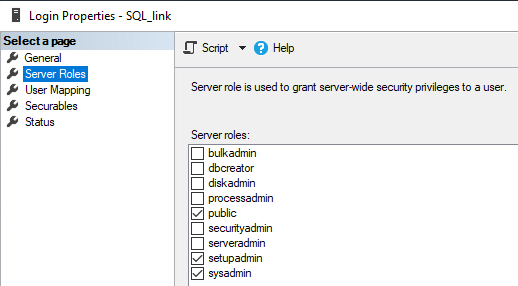 Login Properties - SQL_link
Select a page
General
Server Roles
User Mapping
Securables
Status
Script
Help
Server role is used to grant server-wide security privileges to a user.
Server roles:
bulkadmin
dbcreator
diskadmin
processadmin
public
securityadmin
serveradmin
setupadmin
sysadmin